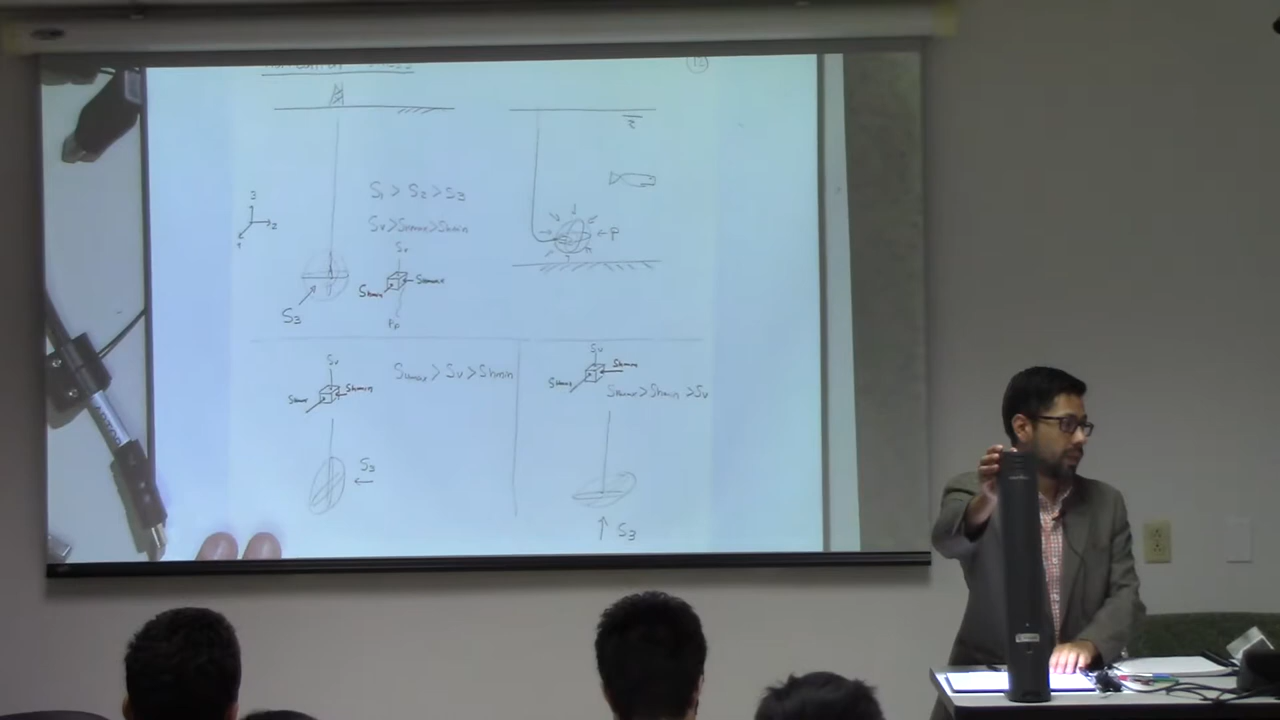 12
S₁ > S₂ > S₃
Sv > SHmax > Shmin
3
2
1
Sv
Shmin
SHmax
Pp
S₃
P
Sv
Shmin
SHmax
SHmax > Sv > Shmin
S₃
Sv
Shmin
SHmax
SHmax > Shmin > Sv
S₃